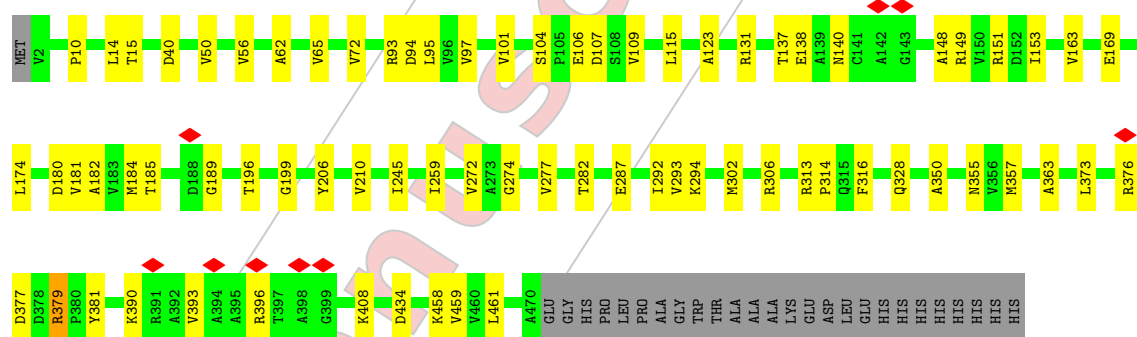 MET V2 P10 L14 T15 D40 V50 V56 A62 V65 V72 R93 D94 L95 V96 V97 V101 S104 P105 E106 D107 S108 V109 L115 A123 R131 T137 E138 A139 N140 C141 A142 G143 A148 R149 V150 R151 D152 I153 V163 E169
L174 D180 V181 A182 V183 M184 T185 D188 G189 T196 G199 Y206 V210 I245 I259 V272 A273 G274 V277 T282 E287 I292 V293 K294 M302 R306 R313 P314 Q315 F316 Q328 A350 N355 V356 M357 A363 L373 R376
D377 D378 R379 P380 Y381 K390 R391 A392 V393 A394 A395 R396 T397 A398 G399 K408 D434 K458 V459 V460 L461 A470 GLU GLY HIS PRO LEU PRO PRO ALA GLY TRP THR ALA ALA ALA LYS GLU ASP LEU GLU HIS HIS HIS HIS HIS HIS HIS HIS